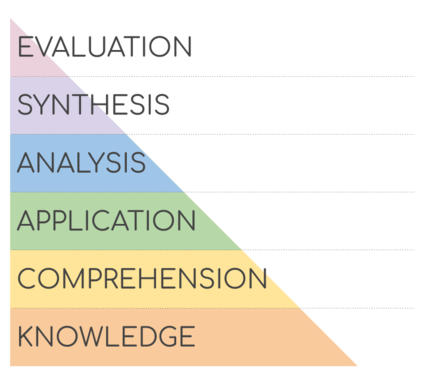 EVALUATION
SYNTHESIS
ANALYSIS
APPLICATION
COMPREHENSION
KNOWLEDGE